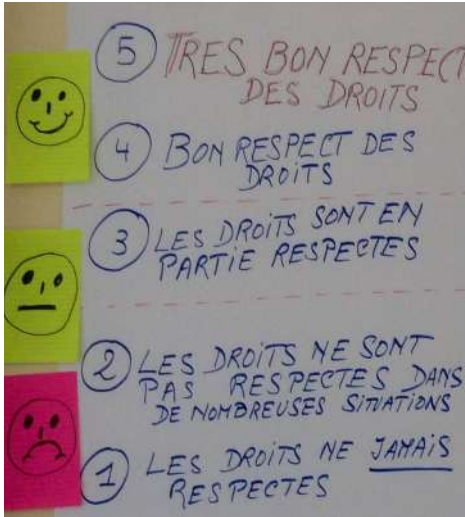 5 TRES BON RESPECT
DES DROITS
4 BON RESPECT DES
DROITS
3 LES DROITS SONT EN
PARTIE RESPECTES
2 LES DROITS NE SONT
PAS RESPECTES DANS
DE NOMBREUSES SITUATIONS
1 LES DROITS NE JAMAIS
RESPECTES